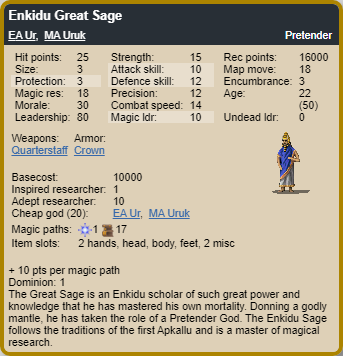 Enkidu Great Sage
EA Ur, MA Uruk Pretender
Hit points: 25 Strength: 15 Rec points: 16000
Size: 3 Attack skill: 10 Map move: 18
Protection: 3 Defence skill: 12 Encumbrance: 3
Magic res: 18 Precision: 12 Age: 22
Morale: 30 Combat speed: 14 (50)
Leadership: 80 Magic ldr: 10 Undead ldr: 0
Weapons: Armor:
Quarterstaff Crown
Basecost: 10000
Inspired researcher: 1
Adept researcher: 10
Cheap god (20): EA Ur, MA Uruk
Magic paths: 1 17
Item slots: 2 hands, head, body, feet, 2 misc
+ 10 pts per magic path
Dominion: 1
The Great Sage is an Enkidu scholar of such great power and
knowledge that he has mastered his own mortality. Donning a godly
mantle, he has taken the role of a Pretender God. The Enkidu Sage
follows the traditions of the first Apkallu and is a master of magical
research.